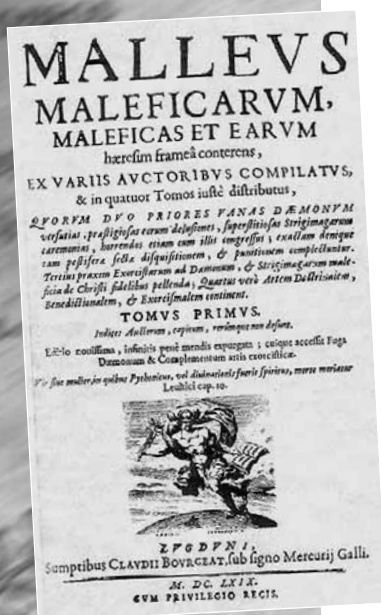 MALLEVS
MALEFICARVM,
MALEFICAS ET EARVM
hæresim frameâ conterens,
EX VARIIS AVCTORIBVS COMPILATVS,
& in quatuor Tomos iustè distributus,
QVORVM DVO PRIORES VANAS DÆMONVM
versutias, præstigiosas eorum delusiones, superstitiosas Strigimagarum
cæremonias, horrendos etiam cum illis congressus; exactam denique
tam pestiferæ sectæ disquisitionem, & punitionem complectuntur.
Tertius praxim Exorcistarum ad Dæmonum, & Strigimagarum male-
ficia de Christi fidelibus pellenda; Quartus verò Artem Doctrinalem,
Benedictionalem, & Exorcismalem continent.
TOMVS PRIMVS.
Indices Auctorum, capitum, rerúmque non desunt.
Editio nouissima, infinitis penè mendis expurgata; cuique accessit Fuga
Dæmonum & Complementum artis exorcisticæ.
Vir siue mulier, in quibus Pythonicus, vel diuinationis fuerit spiritus, morte moriatur
Leuitici cap. 10.
LVGDVNI,
Sumptibus CLAVDII BOVRGEAT, sub signo Mercurij Galli.
M. DC. LXIX.
CVM PRIVILEGIO REGIS.